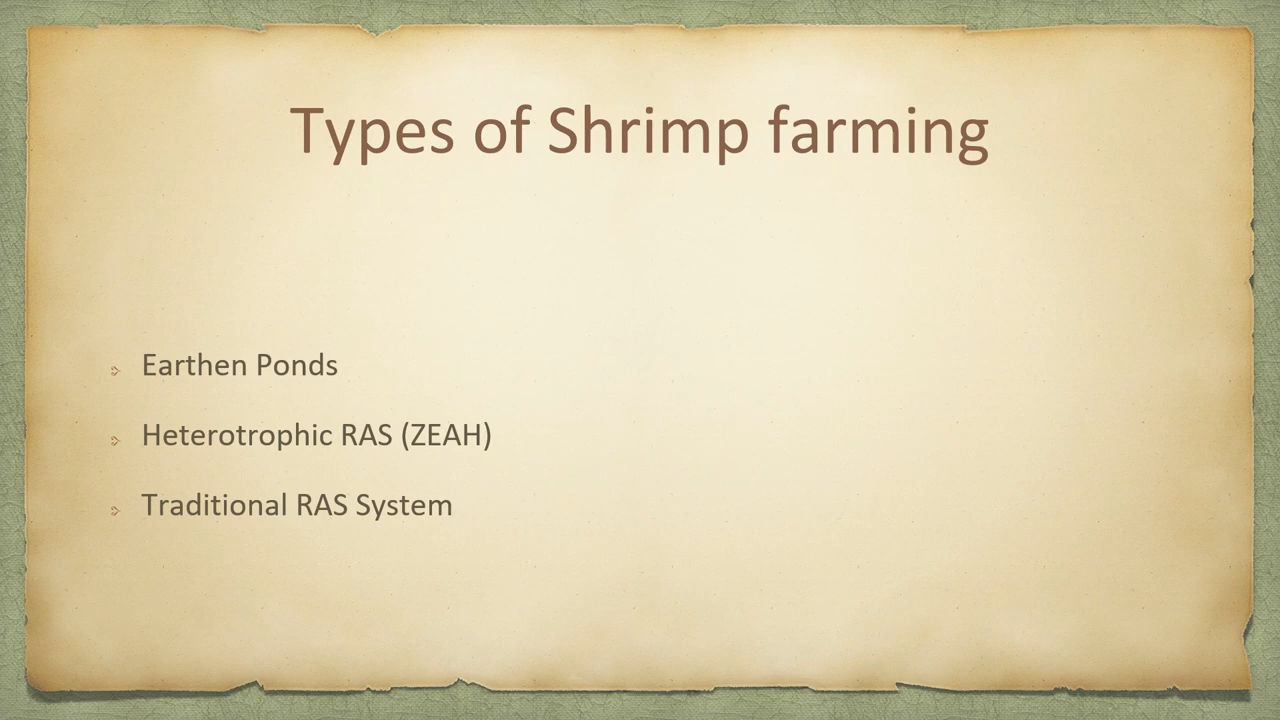 Types of Shrimp farming
Earthen Ponds
Heterotrophic RAS (ZEAH)
Traditional RAS System